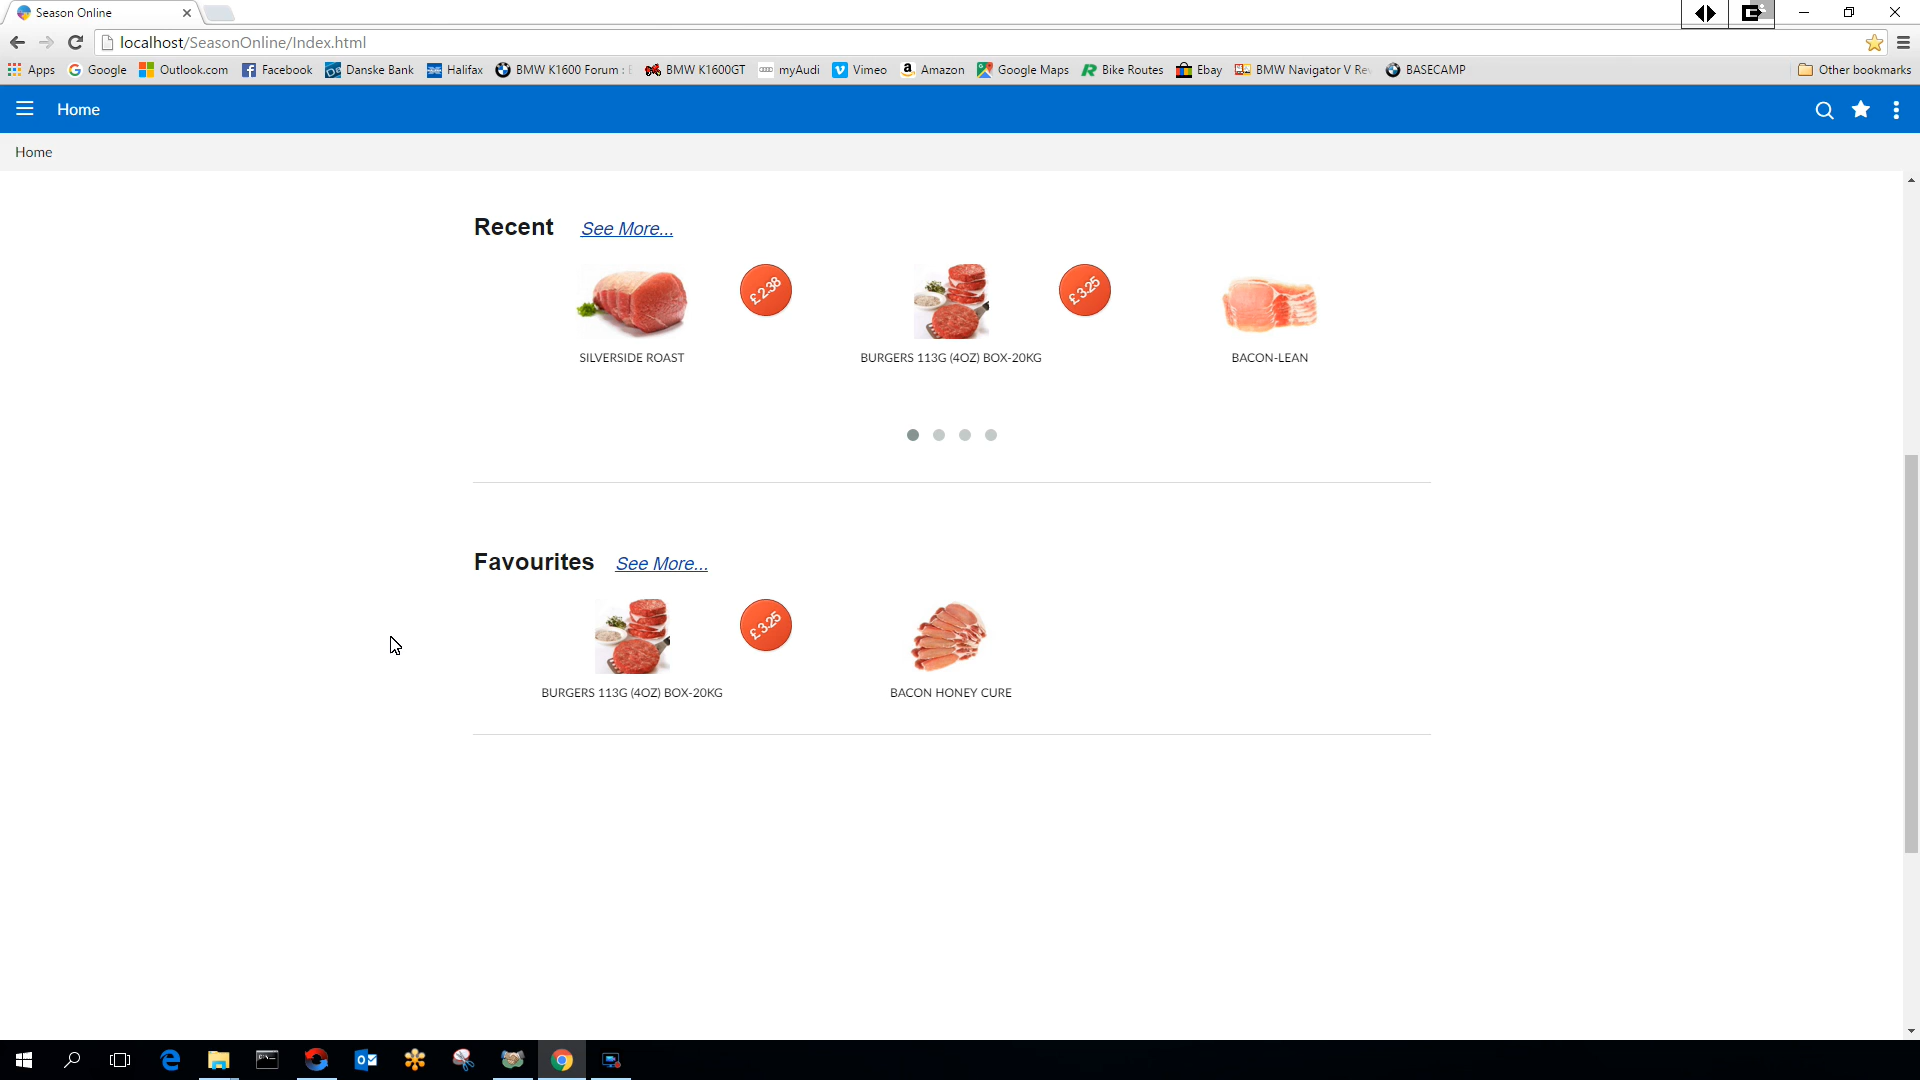 Season Online
localhost/SeasonOnline/Index.html
Apps Google Outlook.com Facebook Danske Bank Halifax BMW K1600 Forum : BMW K1600GT myAudi Vimeo Amazon Google Maps Bike Routes Ebay BMW Navigator V Re BASECAMP Other bookmarks
Home
Home
Recent See More...
£2.38
£3.25
SILVERSIDE ROAST
BURGERS 113G (4OZ) BOX-20KG
BACON-LEAN
Favourites See More...
£3.25
BURGERS 113G (4OZ) BOX-20KG
BACON HONEY CURE